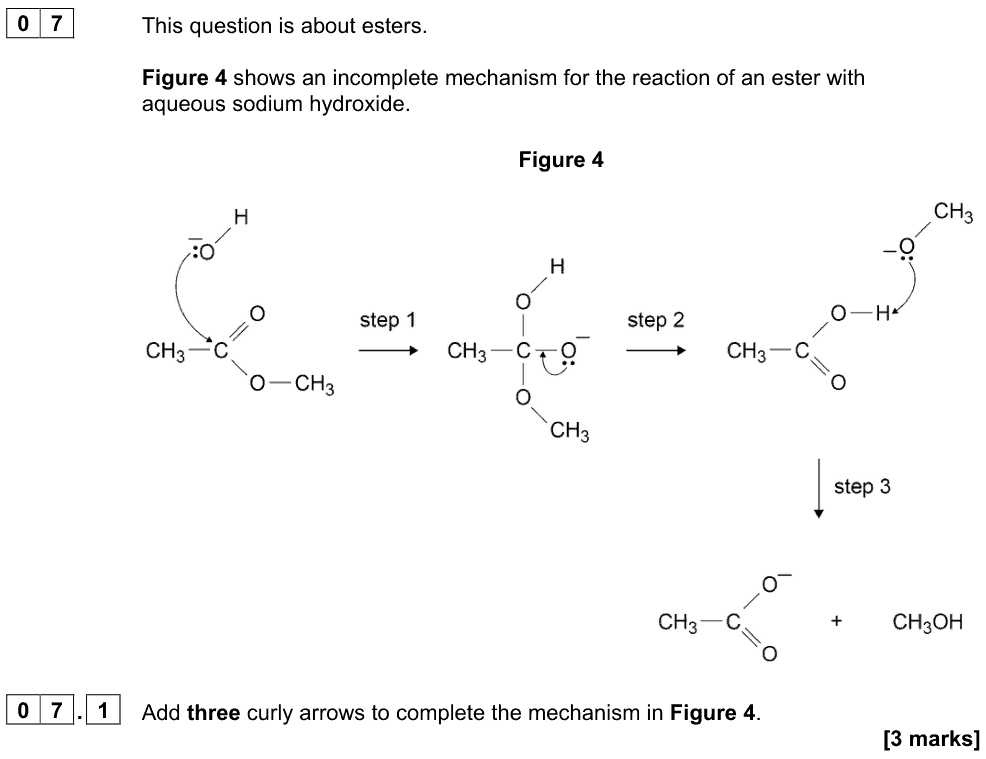 0 7 This question is about esters.
Figure 4 shows an incomplete mechanism for the reaction of an ester with
aqueous sodium hydroxide.
Figure 4
H
–
:O
O
CH3 C
O CH3
step 1
H
O
CH3 C O–
O
CH3
step 2
CH3
–O
O H
CH3 C
O
step 3
O–
CH3 C
O
+ CH3OH
0 7 . 1 Add three curly arrows to complete the mechanism in Figure 4.
[3 marks]